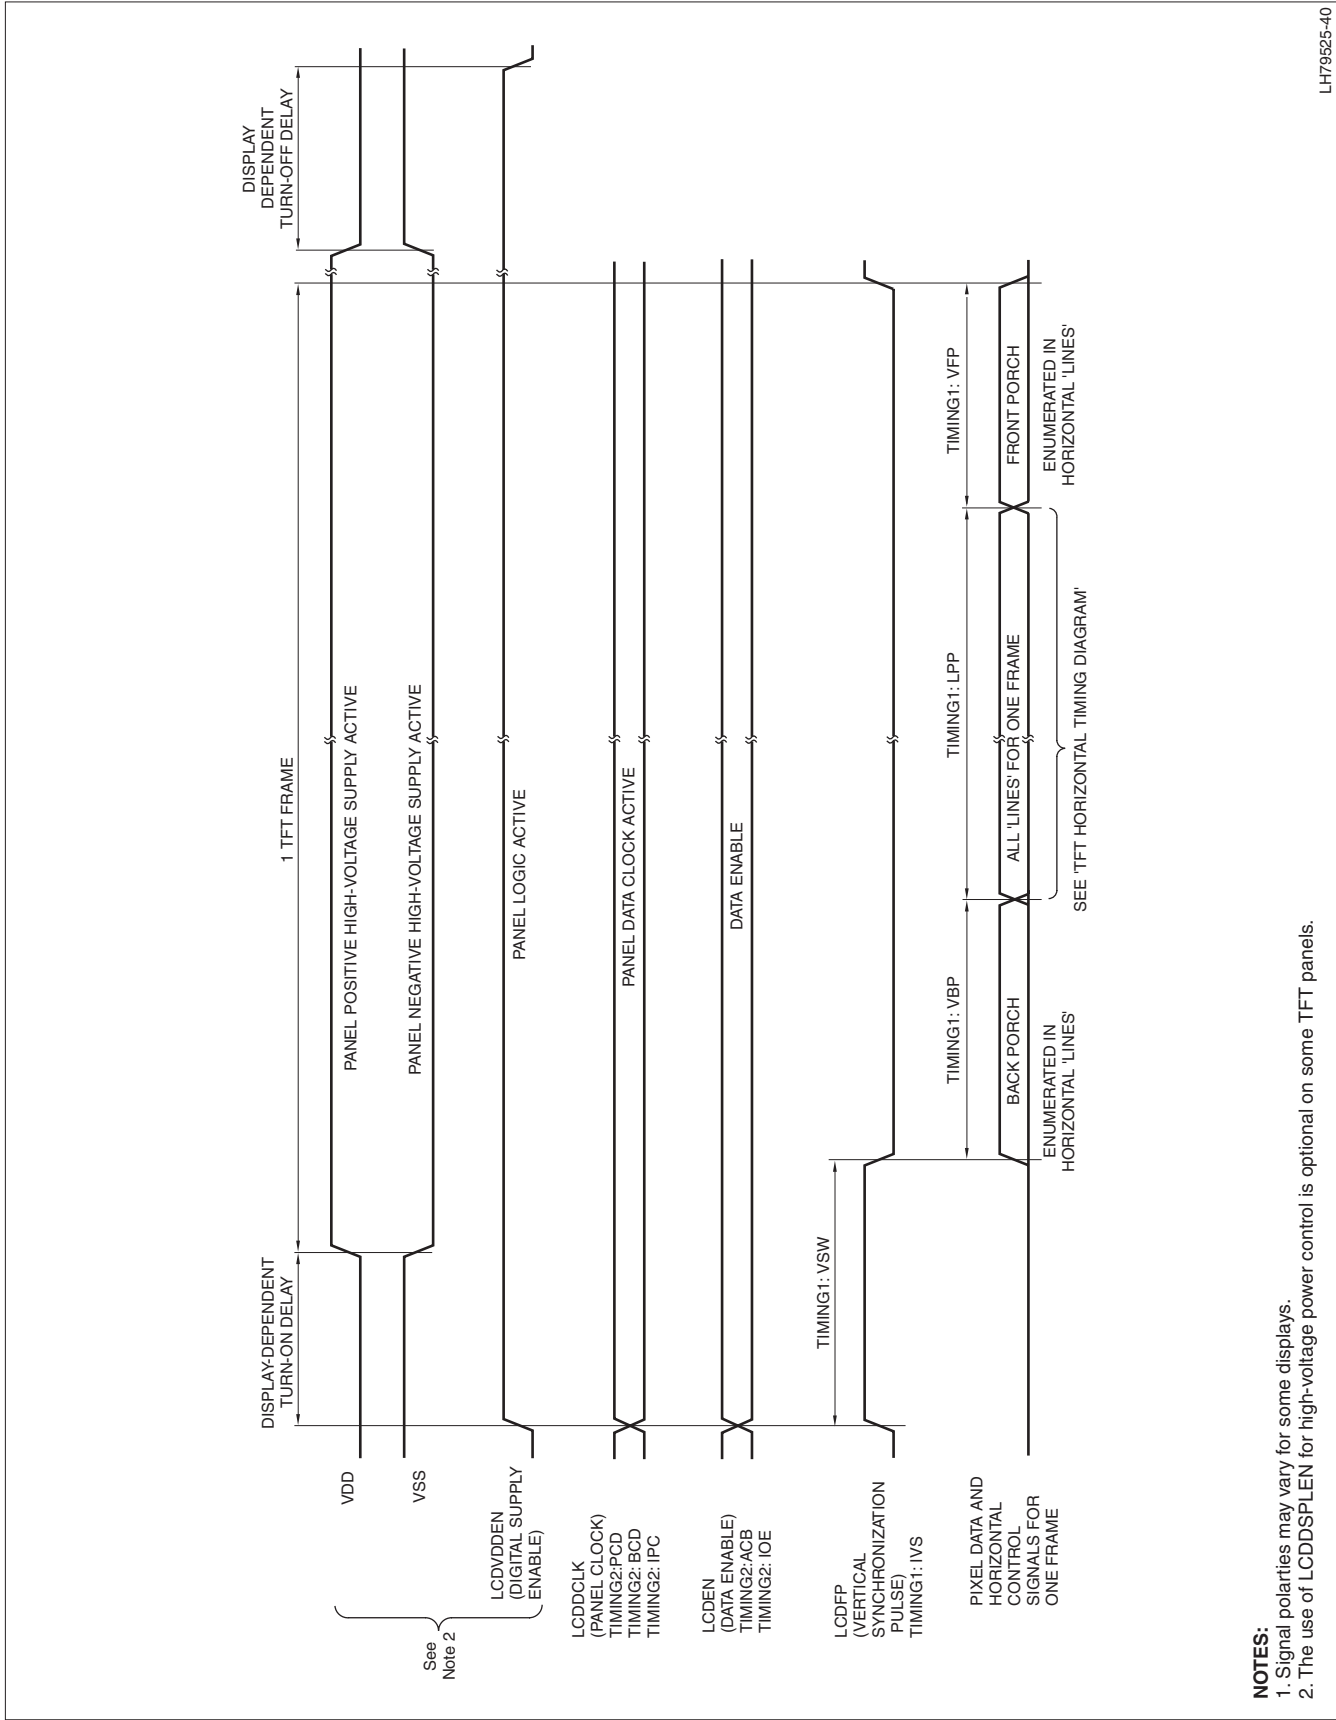 DISPLAY-DEPENDENT
TURN-ON DELAY
1 TFT FRAME
DISPLAY
DEPENDENT
TURN-OFF DELAY
VDD
PANEL POSITIVE HIGH-VOLTAGE SUPPLY ACTIVE
VSS
PANEL NEGATIVE HIGH-VOLTAGE SUPPLY ACTIVE
See
Note 2
LCDVDDEN
(DIGITAL SUPPLY
ENABLE)
PANEL LOGIC ACTIVE
LCDDCLK
(PANEL CLOCK)
TIMING2:PCD
TIMING2: BCD
TIMING2: IPC
PANEL DATA CLOCK ACTIVE
LCDEN
(DATA ENABLE)
TIMING2:ACB
TIMING2: IOE
DATA ENABLE
LCDFP
(VERTICAL
SYNCHRONIZATION
PULSE)
TIMING1: IVS
TIMING1: VSW
TIMING1: VBP
TIMING1: LPP
TIMING1: VFP
PIXEL DATA AND
HORIZONTAL
CONTROL
SIGNALS FOR
ONE FRAME
BACK PORCH
ALL 'LINES' FOR ONE FRAME
FRONT PORCH
ENUMERATED IN
HORIZONTAL 'LINES'
SEE 'TFT HORIZONTAL TIMING DIAGRAM'
ENUMERATED IN
HORIZONTAL 'LINES'
NOTES:
1. Signal polarties may vary for some displays.
2. The use of LCDDSPLEN for high-voltage power control is optional on some TFT panels.
LH79525-40